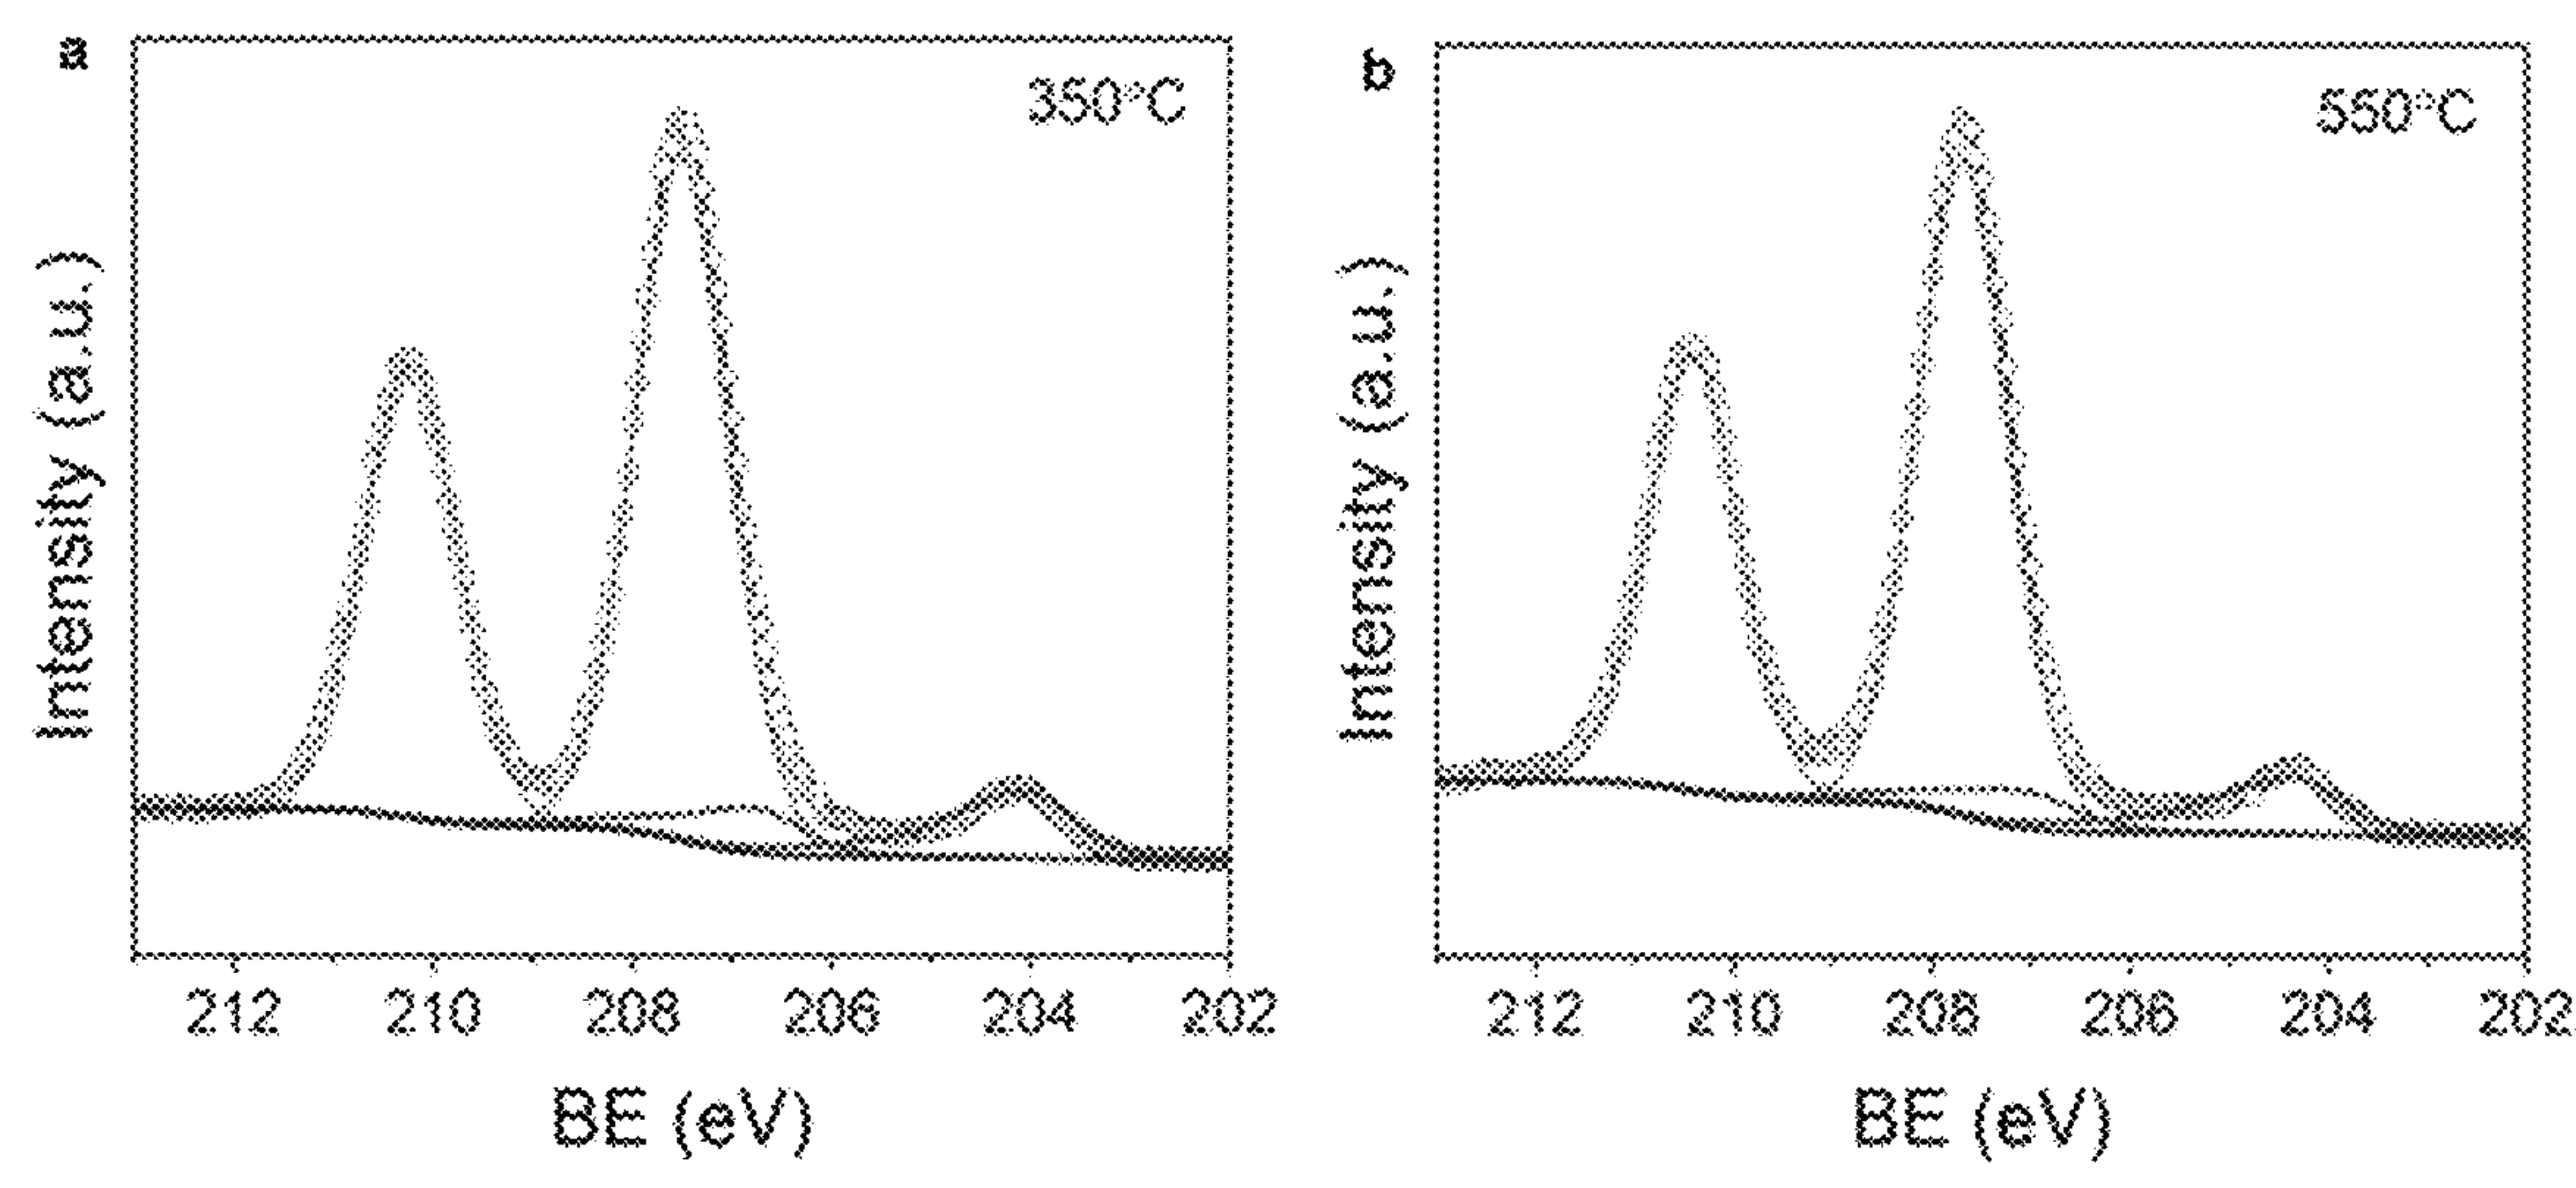 a
350°C
Intensity (a.u.)
212 210 208 206 204 202
BE (eV)
b
550°C
Intensity (a.u.)
212 210 208 206 204 202
BE (eV)